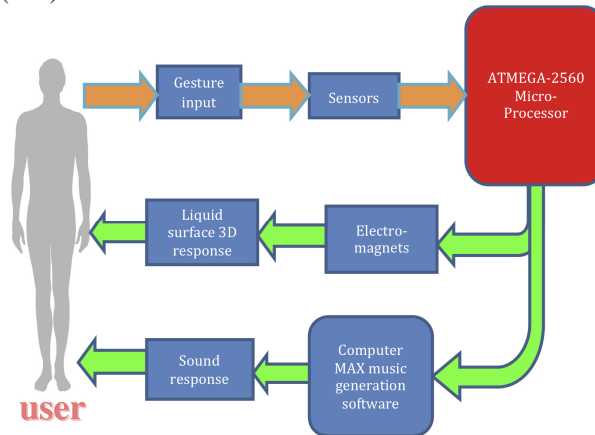 Gesture
input
Sensors
ATMEGA-2560
Micro-
Processor
Liquid
surface 3D
response
Electro-
magnets
Sound
response
Computer
MAX music
generation
software
user